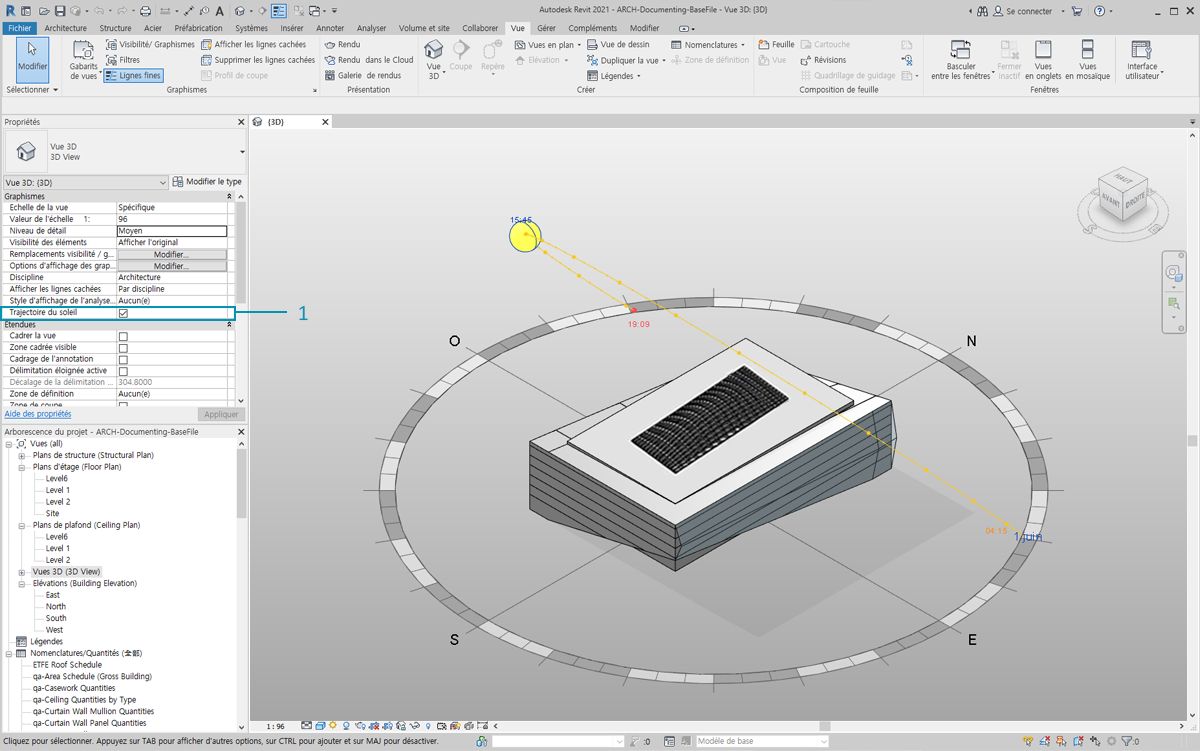 Autodesk Revit 2021 - ARCH-Documenting-BaseFile - Vue 3D: {3D}
Se connecter
Fichier Architecture Structure Acier Préfabrication Systèmes Insérer Annoter Analyser Volume et site Collaborer Vue Gérer Compléments Modifier
Modifier
Sélectionner
Gabarits de vues
Visibilité/ Graphismes
Filtres
Lignes fines
Afficher les lignes cachées
Supprimer les lignes cachées
Profil de coupe
Graphismes
Rendu
Rendu dans le Cloud
Galerie de rendus
Présentation
Vue 3D
Coupe
Repère
Vues en plan
Élévation
Vue de dessin
Dupliquer la vue
Légendes
Nomenclatures
Zone de définition
Créer
Feuille
Vue
Cartouche
Révisions
Quadrillage de guidage
Composition de feuille
Basculer entre les fenêtres
Fermer inactif
Vues en onglets
Vues en mosaïque
Interface utilisateur
Fenêtres
Propriétés
Vue 3D
3D View
Vue 3D: {3D} Modifier le type
Graphismes
Echelle de la vue Spécifique
Valeur de l'échelle 1: 96
Niveau de détail Moyen
Visibilité des éléments Afficher l'original
Remplacements visibilité / g... Modifier...
Options d'affichage des grap... Modifier...
Discipline Architecture
Afficher les lignes cachées Par discipline
Style d'affichage de l'analyse... Aucun(e)
Trajectoire du soleil
1
Etendues
Cadrer la vue
Zone cadrée visible
Cadrage de l'annotation
Délimitation éloignée active
Décalage de la délimitation ... 304.8000
Zone de définition Aucun(e)
Zone de coupe
Aide des propriétés Appliquer
Arborescence du projet - ARCH-Documenting-BaseFile
Vues (all)
Plans de structure (Structural Plan)
Plans d'étage (Floor Plan)
Level6
Level 1
Level 2
Site
Plans de plafond (Ceiling Plan)
Level6
Level 1
Level 2
Vues 3D (3D View)
Elévations (Building Elevation)
East
North
South
West
Légendes
Nomenclatures/Quantités (全部)
ETFE Roof Schedule
qa-Area Schedule (Gross Building)
qa-Casework Quantities
qa-Ceiling Quantities by Type
qa-Curtain Wall Mullion Quantities
qa-Curtain Wall Panel Quantities
{3D}
15:45
19:09
O
N
S
E
04:15
1 juin
HAUT
AVANT
DROITE
S
E
1 : 96
Cliquez pour sélectionner. Appuyez sur TAB pour afficher d'autres options, sur CTRL pour ajouter et sur MAJ pour désactiver.
:0
Modèle de base
:0